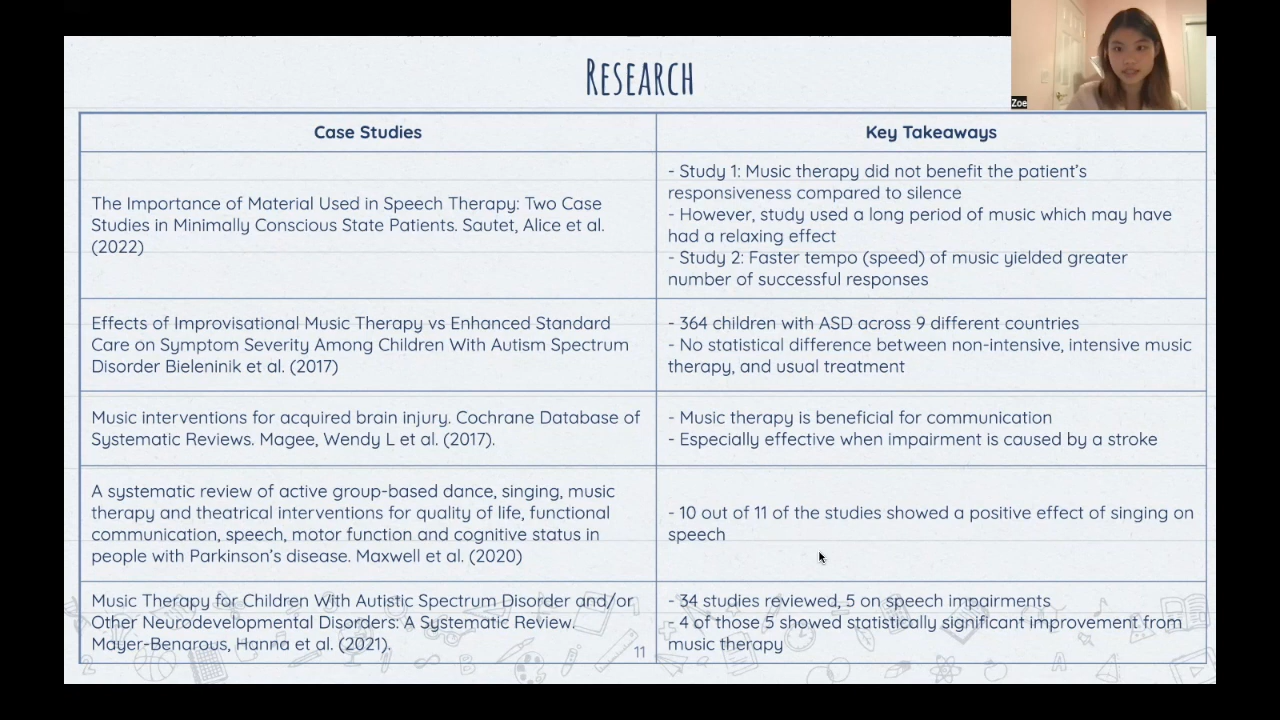 Research
Zoe
Case Studies
Key Takeaways
The Importance of Material Used in Speech Therapy: Two Case
Studies in Minimally Conscious State Patients. Sautet, Alice et al.
(2022)
- Study 1: Music therapy did not benefit the patient's
responsiveness compared to silence
- However, study used a long period of music which may have
had a relaxing effect
- Study 2: Faster tempo (speed) of music yielded greater
number of successful responses
Effects of Improvisational Music Therapy vs Enhanced Standard
Care on Symptom Severity Among Children With Autism Spectrum
Disorder Bieleninik et al. (2017)
- 364 children with ASD across 9 different countries
- No statistical difference between non-intensive, intensive music
therapy, and usual treatment
Music interventions for acquired brain injury. Cochrane Database of
Systematic Reviews. Magee, Wendy L et al. (2017).
- Music therapy is beneficial for communication
- Especially effective when impairment is caused by a stroke
A systematic review of active group-based dance, singing, music
therapy and theatrical interventions for quality of life, functional
communication, speech, motor function and cognitive status in
people with Parkinson's disease. Maxwell et al. (2020)
- 10 out of 11 of the studies showed a positive effect of singing on
speech
Music Therapy for Children With Autistic Spectrum Disorder and/or
Other Neurodevelopmental Disorders: A Systematic Review.
Mayer-Benarous, Hanna et al. (2021).
- 34 studies reviewed, 5 on speech impairments
- 4 of those 5 showed statistically significant improvement from
music therapy
11